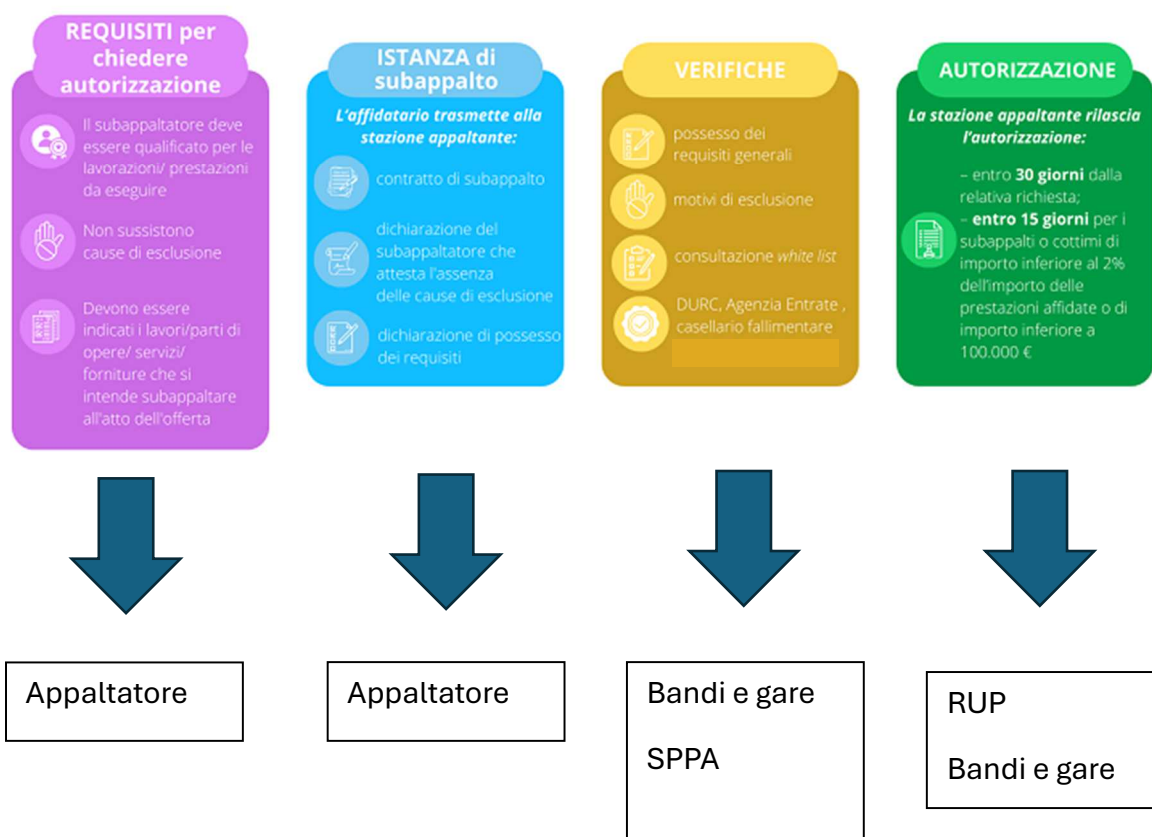 REQUISITI per
chiedere
autorizzazione
Il subappaltatore deve
essere qualificato per le
lavorazioni/ prestazioni
da eseguire
Non sussistono
cause di esclusione
Devono essere
indicati i lavori/parti di
opere/ servizi/
forniture che si
intende subappaltare
all'atto dell'offerta
ISTANZA di
subappalto
L'affidatario trasmette alla
stazione appaltante:
contratto di subappalto
dichiarazione del
subappaltatore che
attesta l'assenza
delle cause di esclusione
dichiarazione di possesso
dei requisiti
VERIFICHE
possesso dei
requisiti generali
motivi di esclusione
consultazione white list
DURC, Agenzia Entrate ,
casellario fallimentare
AUTORIZZAZIONE
La stazione appaltante rilascia
l'autorizzazione:
– entro 30 giorni dalla
relativa richiesta;
– entro 15 giorni per i
subappalti o cottimi di
importo inferiore al 2%
dell'importo delle
prestazioni affidate o di
importo inferiore a
100.000 €
Appaltatore
Appaltatore
Bandi e gare
SPPA
RUP
Bandi e gare